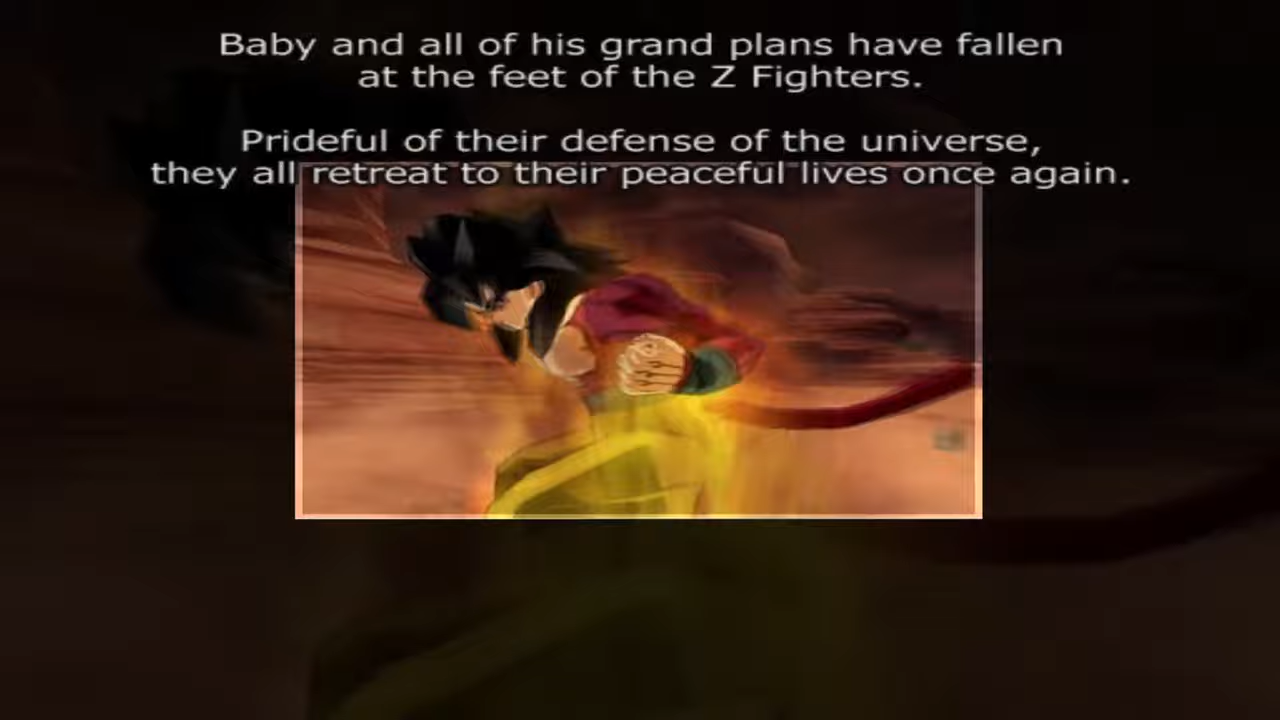 Baby and all of his grand plans have fallen
at the feet of the Z Fighters.
Prideful of their defense of the universe,
they all retreat to their peaceful lives once again.